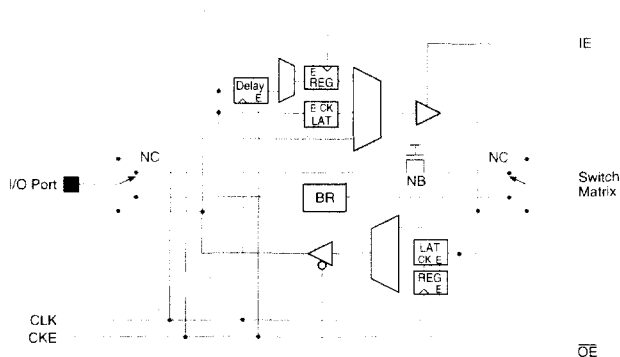 IE
Delay
E
E
REG
E CK
LAT
NC
NC
I/O Port
NB
Switch
Matrix
BR
LAT
CK E
REG
E
CLK
CKE
OE